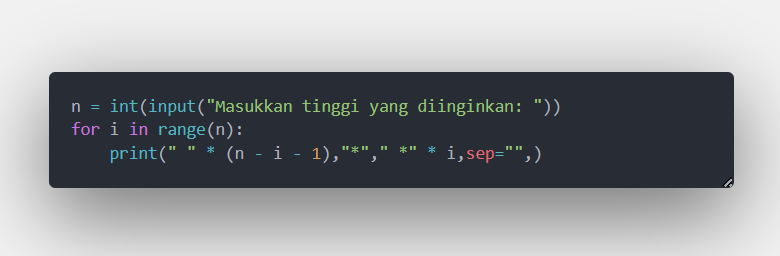 n = int(input("Masukkan tinggi yang diinginkan: "))
for i in range(n):
    print(" " * (n - i - 1),"*"," *" * i,sep="",)